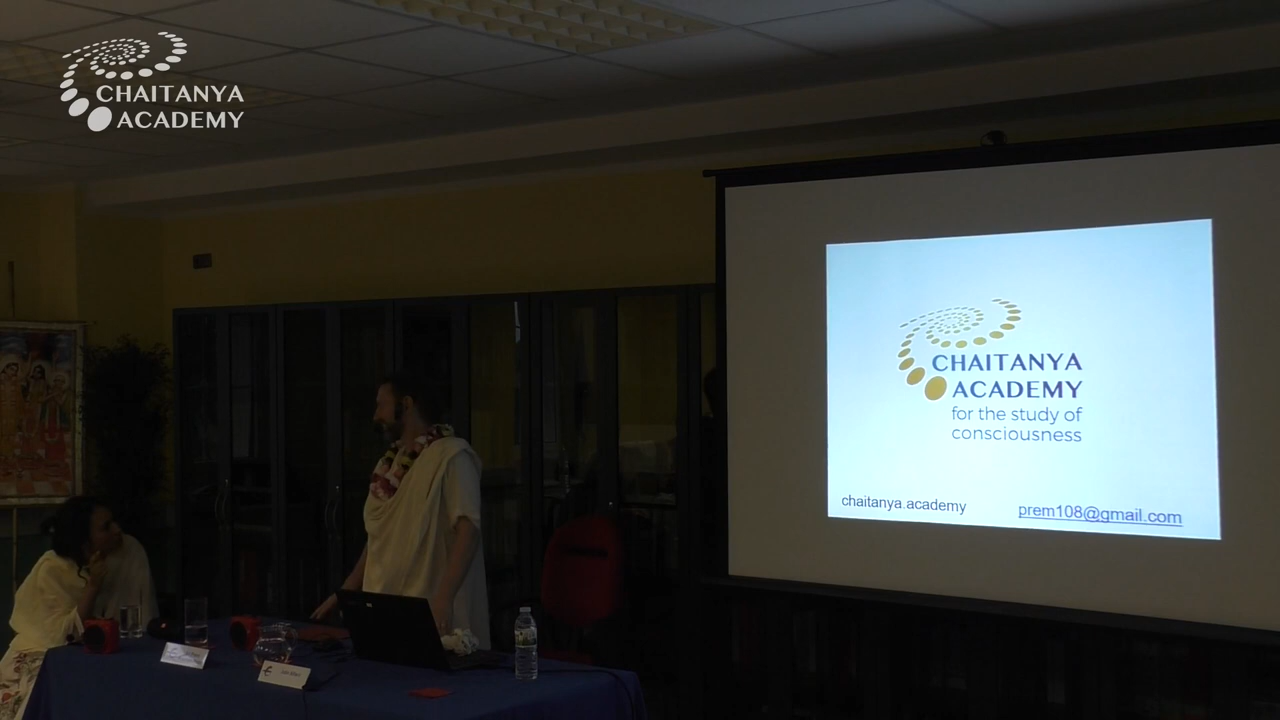 CHAITANYA
ACADEMY
CHAITANYA
ACADEMY
for the study of
consciousness
chaitanya.academy
prem108@gmail.com